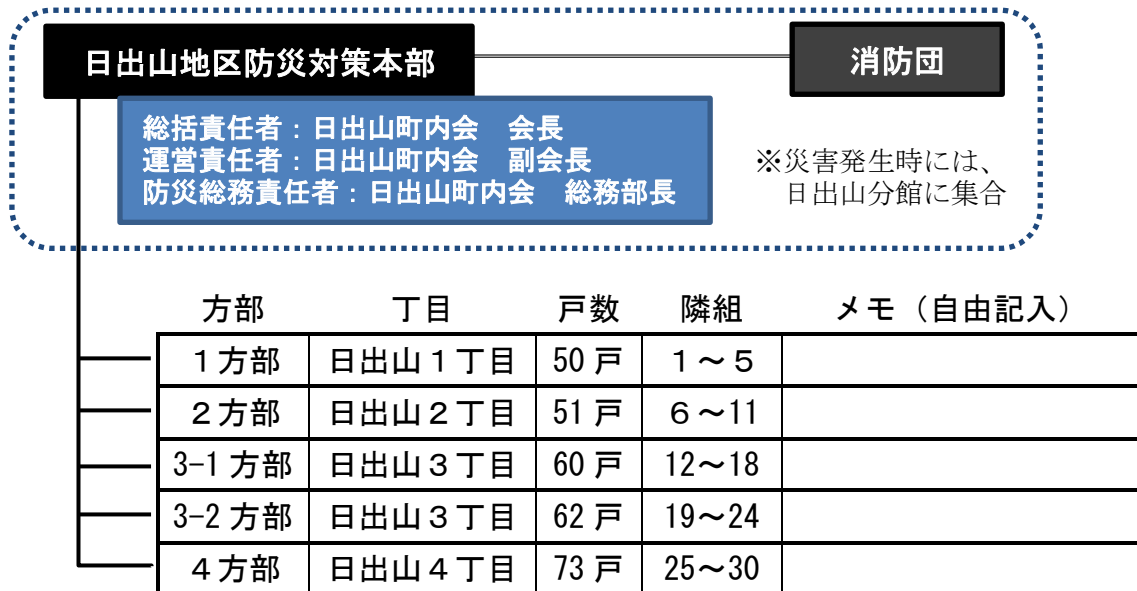 日出山地区防災対策本部
消防団
総括責任者：日出山町内会　会長
運営責任者：日出山町内会　副会長
防災総務責任者：日出山町内会　総務部長
※災害発生時には、
日出山分館に集合
方部　丁目　戸数　隣組　メモ（自由記入）
１方部　日出山１丁目　50 戸　１～５
２方部　日出山２丁目　51 戸　６～11
3-1 方部　日出山３丁目　60 戸　12～18
3-2 方部　日出山３丁目　62 戸　19～24
４方部　日出山４丁目　73 戸　25～30